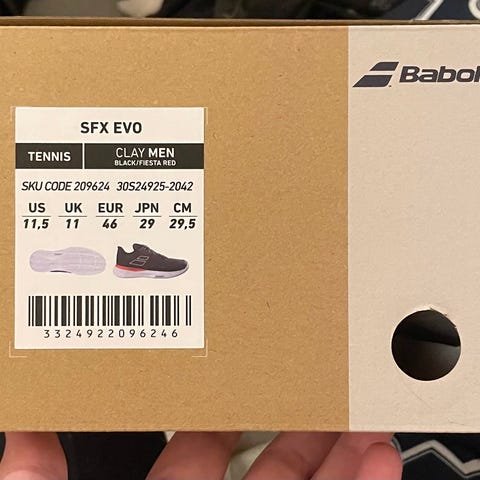 Babol
SFX EVO
TENNIS CLAY MEN
BLACK/FIESTA RED
SKU CODE 209624 30S24925-2042
US UK EUR JPN CM
11,5 11 46 29 29,5
3324922096246